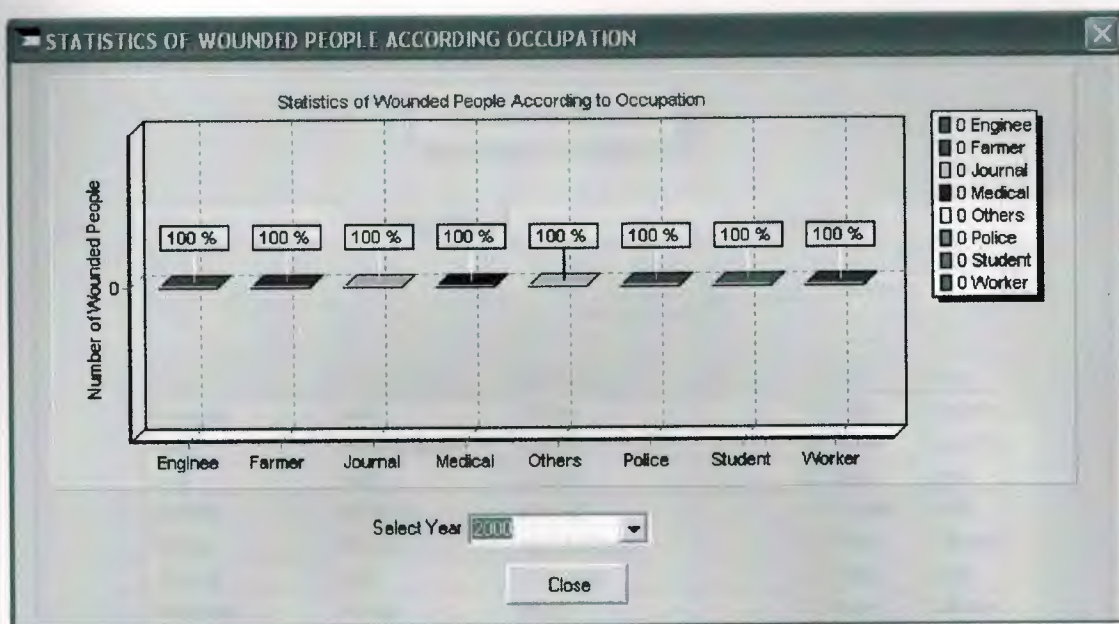 STATISTICS OF WOUNDED PEOPLE ACCORDING OCCUPATION
Statistics of Wounded People According to Occupation
Number of Wounded People
0
100 % 100 % 100 % 100 % 100 % 100 % 100 % 100 %
Enginee Farmer Journal Medical Others Police Student Worker
0 Enginee
0 Farmer
0 Journal
0 Medical
0 Others
0 Police
0 Student
0 Worker
Select Year 2000
Close